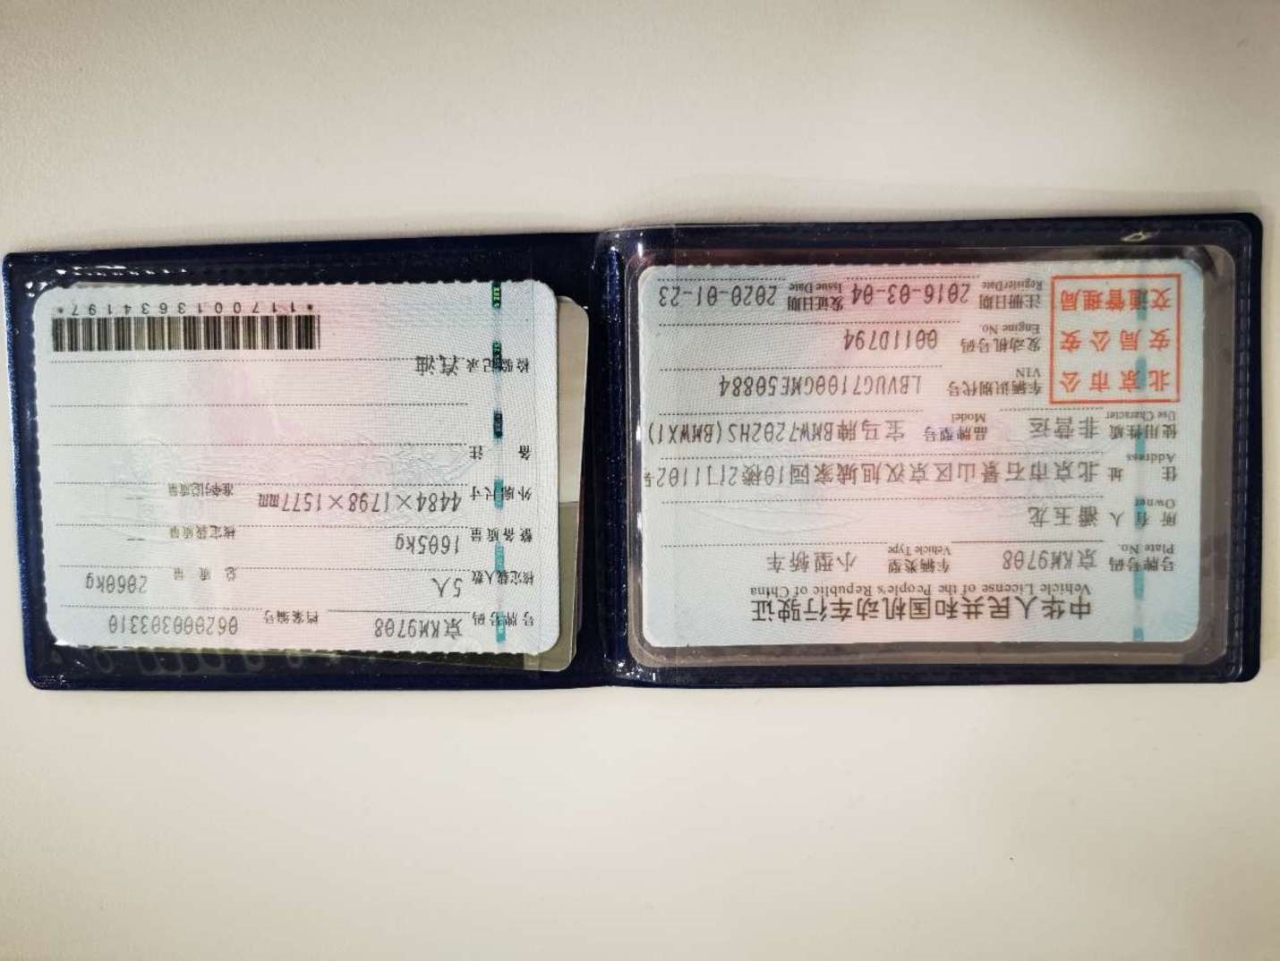 中华人民共和国机动车行驶证
Vehicle License of the People's Republic of China
号牌号码 京KM9708 车辆类型 小型轿车
Plate No. Vehicle Type
所有人 潘玉龙
Owner
住址 北京市石景山区京汉旭城家园10楼2门1102号
Address
使用性质 非营运 品牌型号 宝马牌BMW7202HS(BMWX1)
Use Character Model
北京市公
安局公安
交通管理局
车辆识别代号 LBVUG7100GME50884
VIN
发动机号码 0011D794
Engine No.
注册日期 2016-03-04 发证日期 2020-01-23
Register Date Issue Date
号牌号码 京KM9708 档案编号 062000303310
核定载人数 5人 总质量 2060kg
整备质量 1605kg 核定载质量 --
外廓尺寸 4484×1798×1577mm 准牵引总质量 --
备注
检验记录 汽油
*1170013634197*